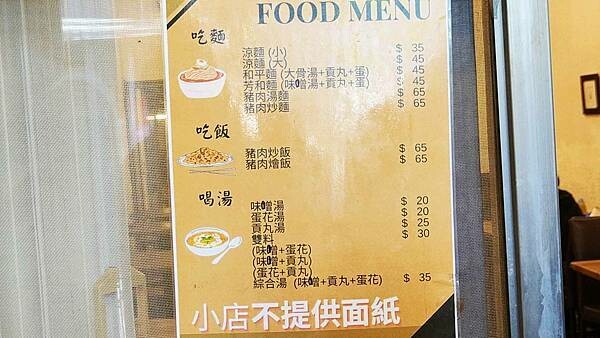 FOOD MENU
吃麵
涼麵 (小) $ 35
涼麵 (大) $ 45
和平麵 (大骨湯+貢丸+蛋) $ 45
芳和麵 (味噌湯+貢丸+蛋) $ 45
豬肉湯麵 $ 65
豬肉炒麵 $ 65
吃飯
豬肉炒飯 $ 65
豬肉燴飯 $ 65
喝湯
味噌湯 $ 20
蛋花湯 $ 20
貢丸湯 $ 25
雙料 $ 30
(味噌+蛋花)
(味噌+貢丸)
(蛋花+貢丸)
綜合湯 (味噌+貢丸+蛋花) $ 35
小店不提供面紙